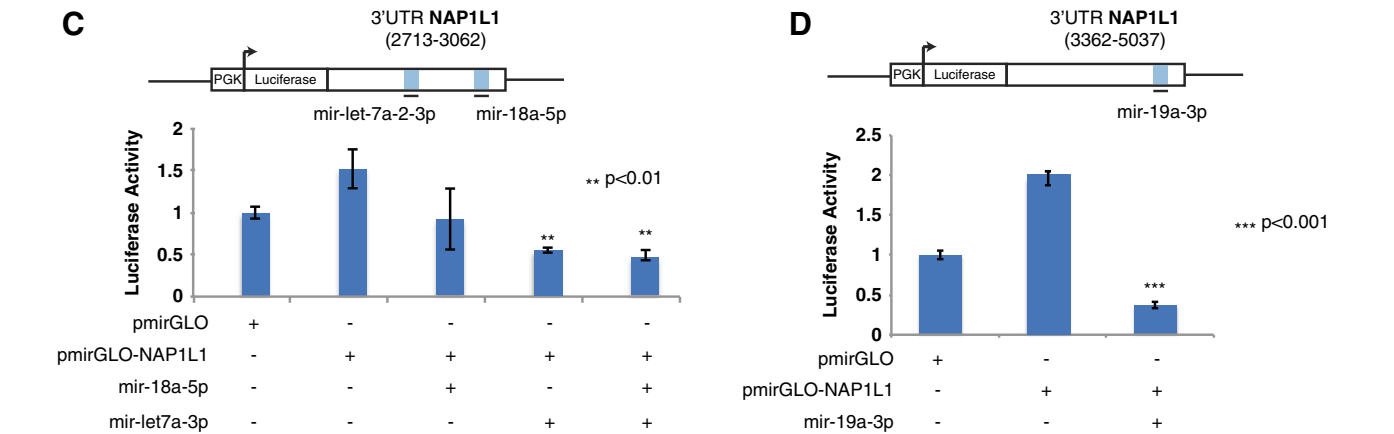 C
3'UTR NAP1L1
(2713-3062)
PGK Luciferase
mir-let-7a-2-3p mir-18a-5p
Luciferase Activity
2
1.5
1
0.5
0
** p<0.01
** **
pmirGLO + - - - -
pmirGLO-NAP1L1 - + + + +
mir-18a-5p - - + - +
mir-let7a-3p - - - + +
D
3'UTR NAP1L1
(3362-5037)
PGK Luciferase
mir-19a-3p
Luciferase Activity
2.5
2
1.5
1
0.5
0
*** p<0.001
***
pmirGLO + - -
pmirGLO-NAP1L1 - + +
mir-19a-3p - - +